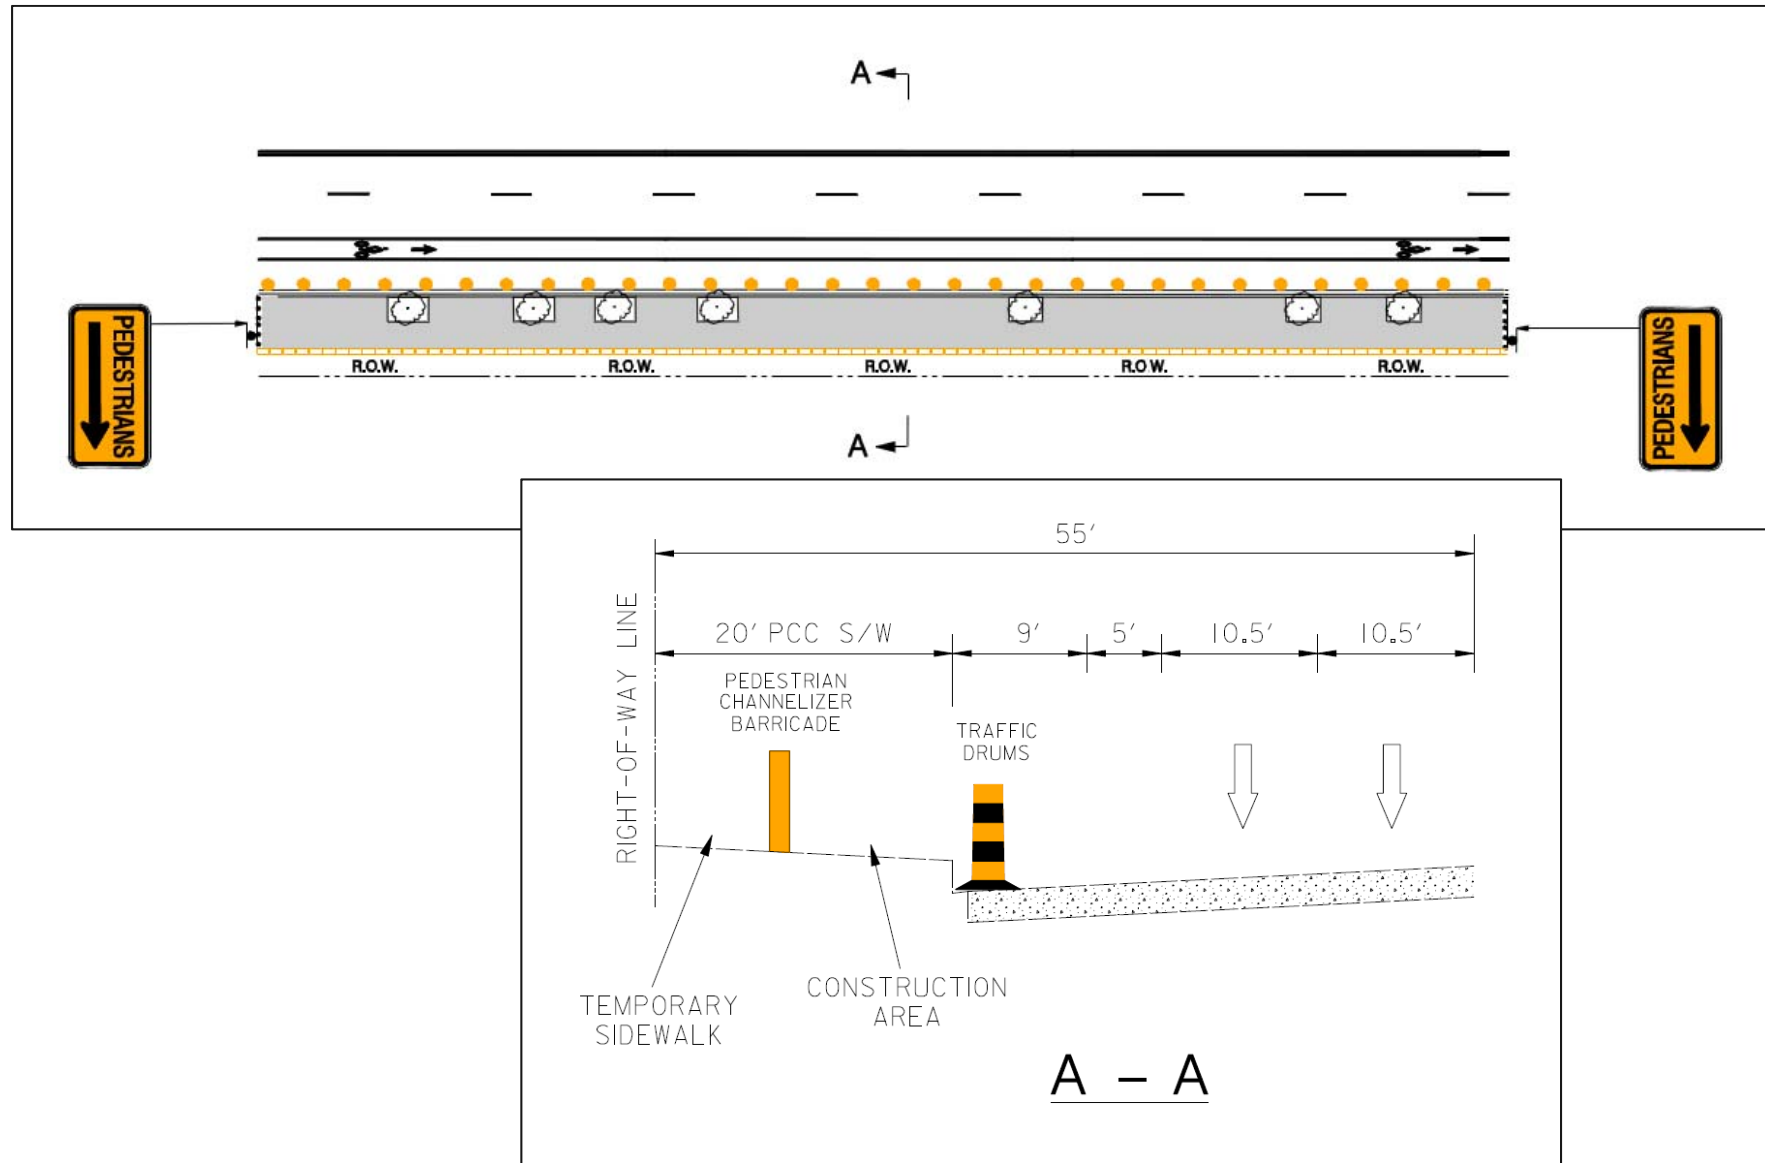 A
PEDESTRIANS
PEDESTRIANS
R.O.W.
R.O.W.
R.O.W.
R.O.W.
R.O.W.
A
55'
20' PCC S/W
9'
5'
10.5'
10.5'
RIGHT-OF-WAY LINE
PEDESTRIAN
CHANNELIZER
BARRICADE
TRAFFIC
DRUMS
TEMPORARY
SIDEWALK
CONSTRUCTION
AREA
A - A